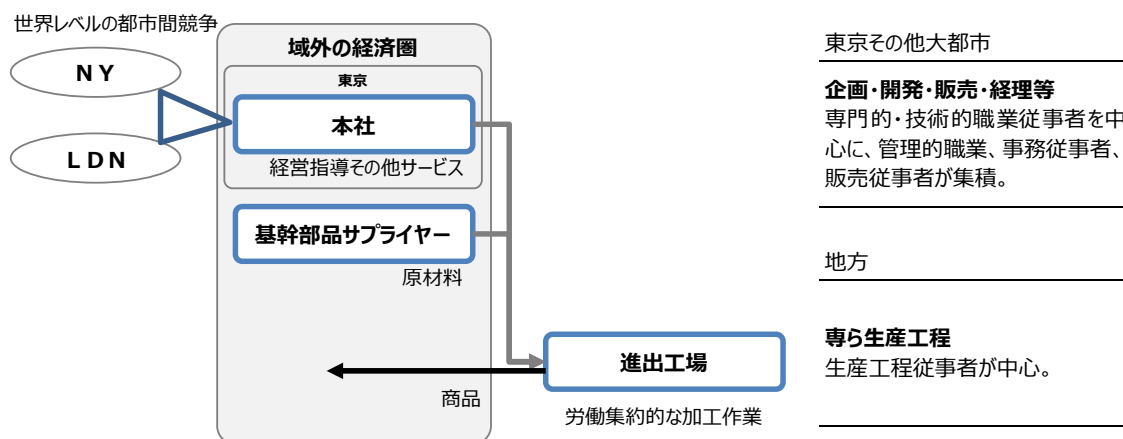 世界レベルの都市間競争
NY
LDN
域外の経済圏
東京
本社
経営指導その他サービス
基幹部品サプライヤー
原材料
進出工場
商品
労働集約的な加工作業
東京その他大都市
企画・開発・販売・経理等
専門的・技術的職業従事者を中
心に、管理的職業、事務従事者、
販売従事者が集積。
地方
専ら生産工程
生産工程従事者が中心。